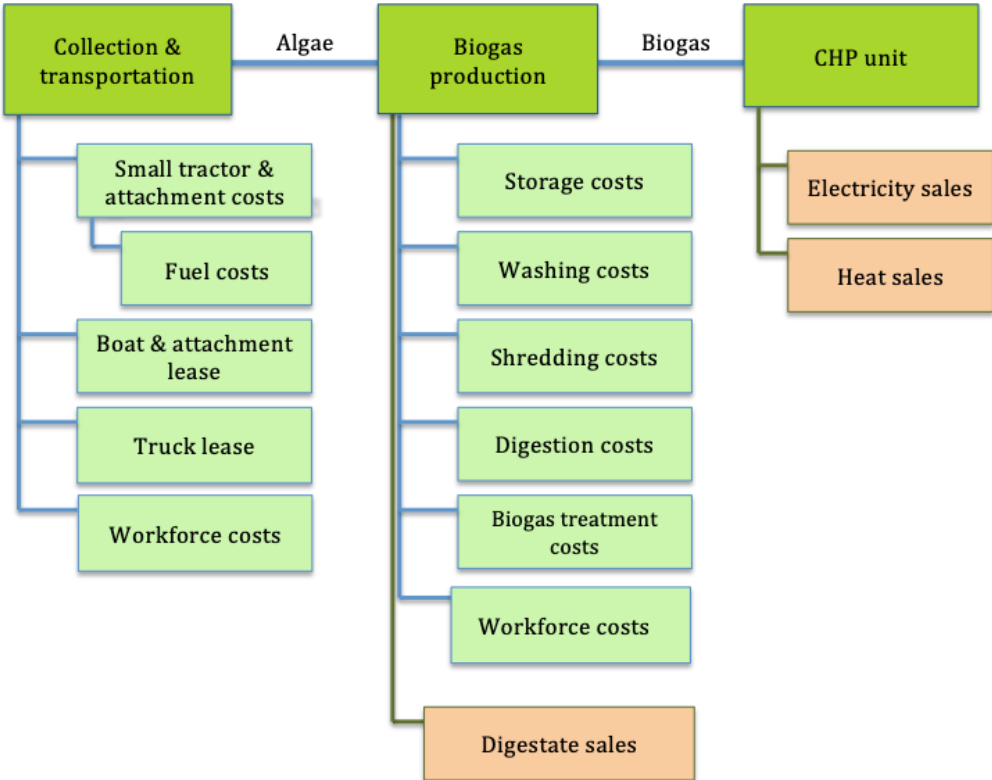 Collection &
transportation
Algae
Biogas
production
Biogas
CHP unit
Small tractor &
attachment costs
Fuel costs
Boat & attachment
lease
Truck lease
Workforce costs
Storage costs
Washing costs
Shredding costs
Digestion costs
Biogas treatment
costs
Workforce costs
Digestate sales
Electricity sales
Heat sales